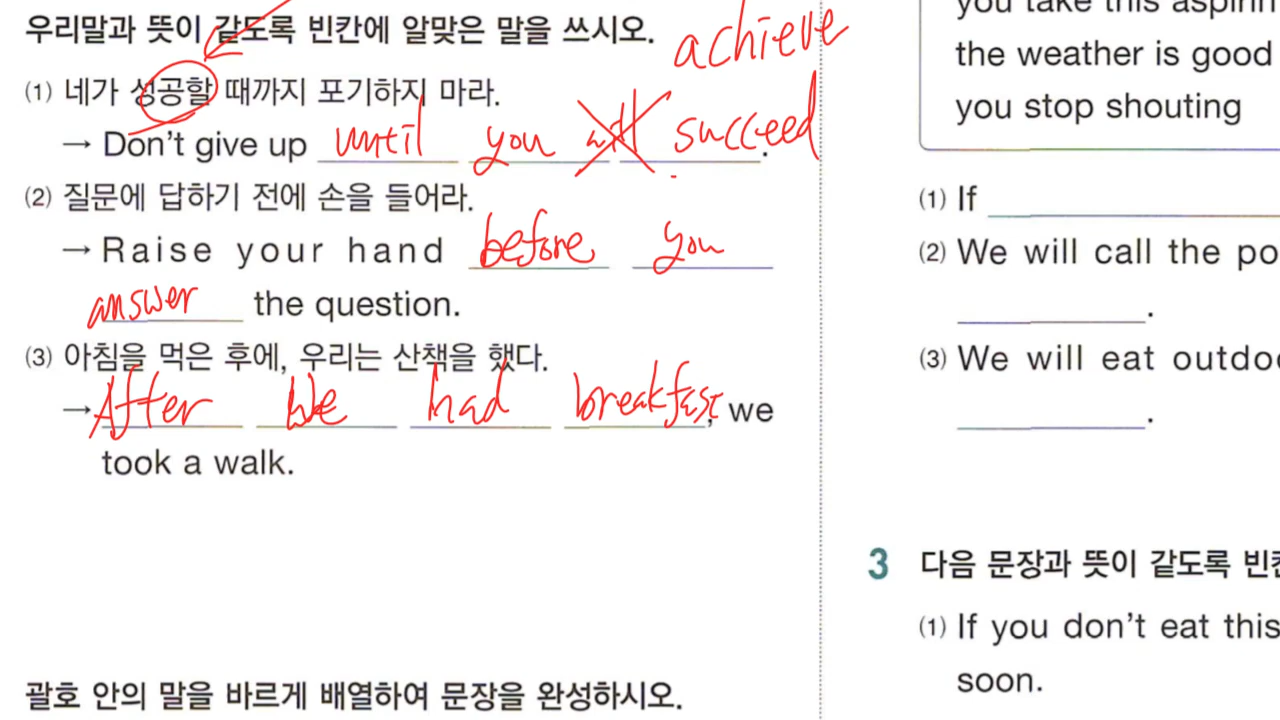 우리말과 뜻이 같도록 빈칸에 알맞은 말을 쓰시오.
achieve
(1) 네가 성공할 때까지 포기하지 마라.
→ Don't give up until you will succeed.
(2) 질문에 답하기 전에 손을 들어라.
→ Raise your hand before you
answer the question.
(3) 아침을 먹은 후에, 우리는 산책을 했다.
→ After we had breakfast, we
took a walk.
괄호 안의 말을 바르게 배열하여 문장을 완성하시오.
you take this aspirin
the weather is good
you stop shouting
(1) If
(2) We will call the po
.
(3) We will eat outdoo
.
3 다음 문장과 뜻이 같도록 빈칸
(1) If you don't eat this
soon.